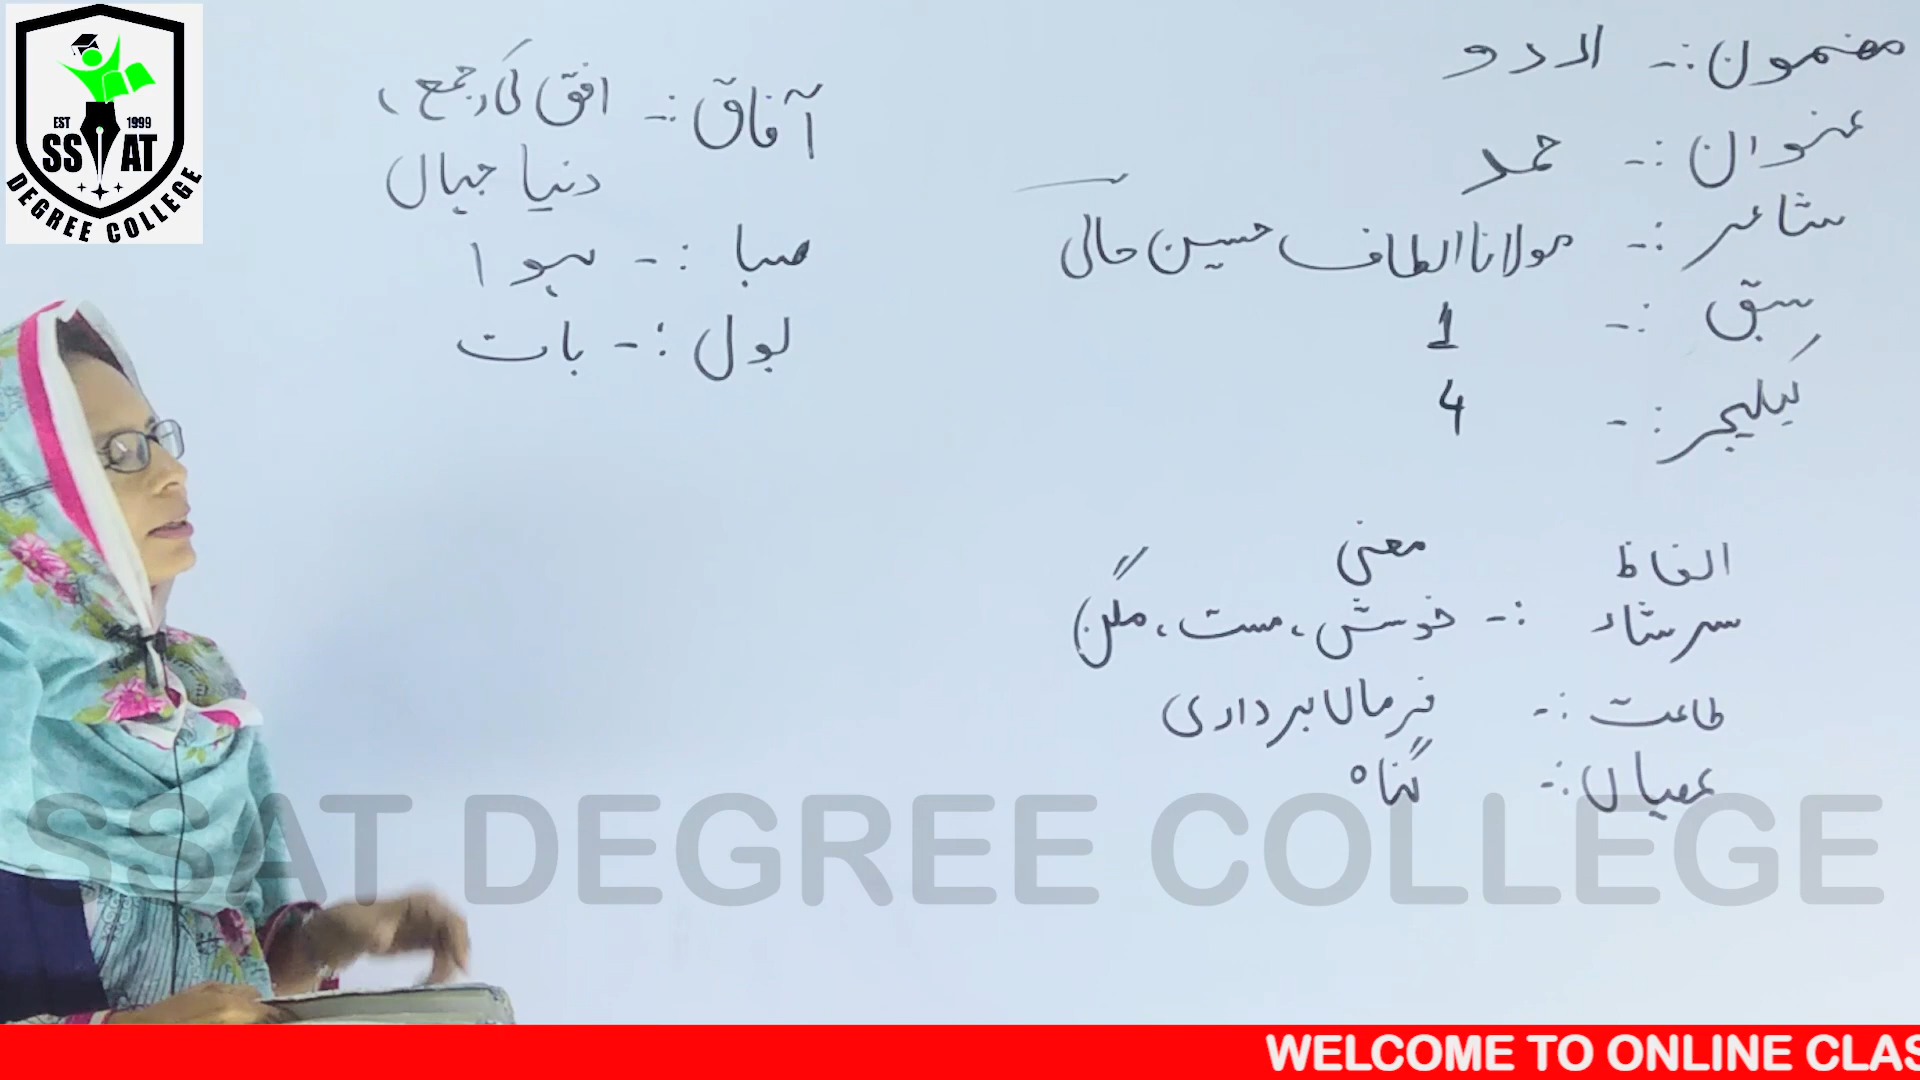 مضمون :- اردو
عنوان :- حمد
شاعر :- مولانا الطاف حسین حالی
سبق :- 1
لیکچر :- 4
الفاظ معنی
سرشار :- خوش، مست، مگن
طاعت :- فرمانبرداری
عصیاں :- گناہ
آفاق :- افق کی جمع،
دنیا جہاں
صبا :- ہوا
بول :- بات
EST 1999
SSAT
DEGREE COLLEGE
SSAT DEGREE COLLEGE
WELCOME TO ONLINE CLAS